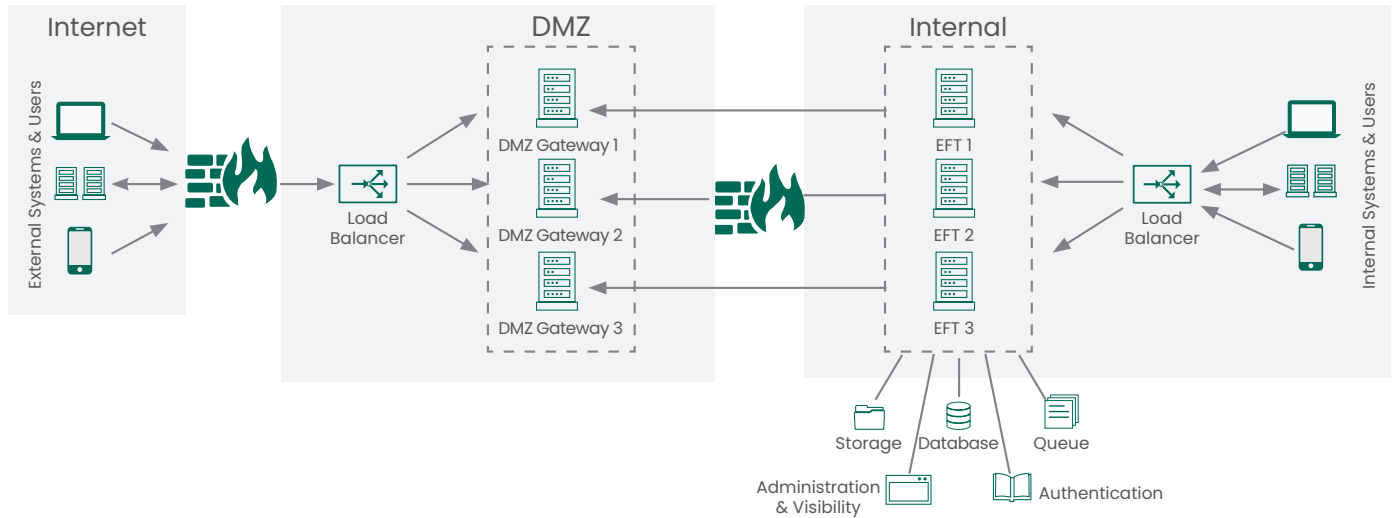 Internet
DMZ
Internal
External Systems & Users
DMZ Gateway 1
EFT 1
Internal Systems & Users
Load
Balancer
DMZ Gateway 2
EFT 2
Load
Balancer
DMZ Gateway 3
EFT 3
Storage
Database
Queue
Administration
& Visibility
Authentication